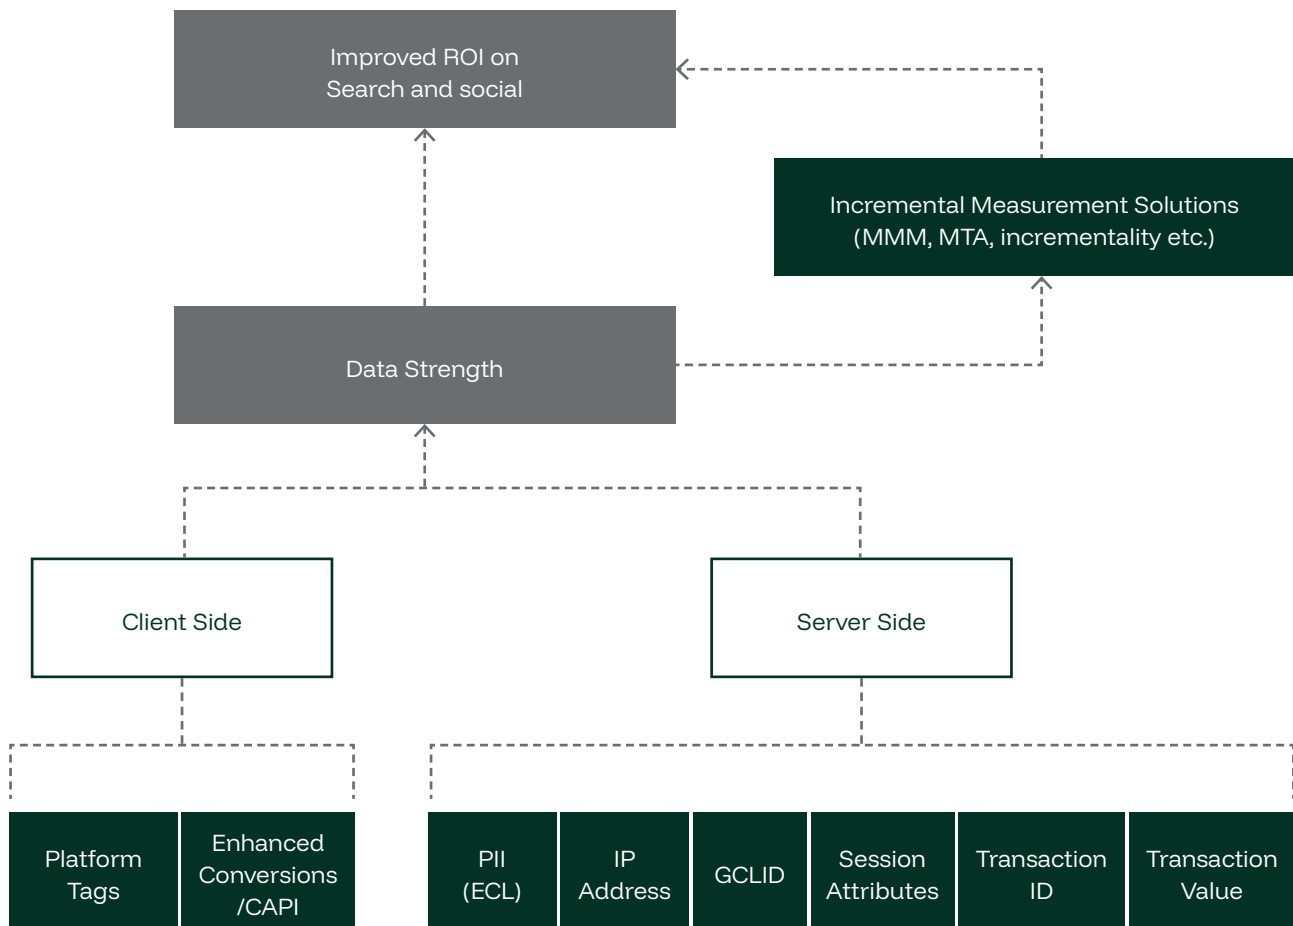 Improved ROI on
Search and social
Incremental Measurement Solutions
(MMM, MTA, incrementality etc.)
Data Strength
Client Side
Server Side
Platform
Tags
Enhanced
Conversions
/CAPI
PII
(ECL)
IP
Address
GCLID
Session
Attributes
Transaction
ID
Transaction
Value